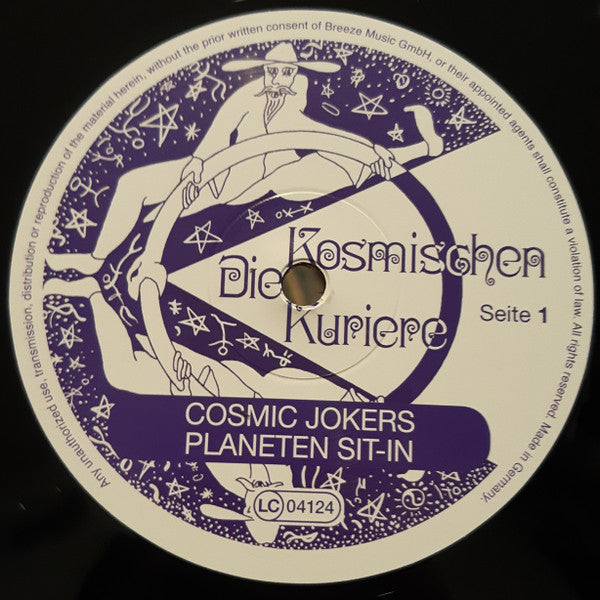 Any unauthorized use, transmission, distribution or reproduction of the material herein, without the prior written consent of Breeze Music GmbH, or their appointed agents shall constitute a violation of law. All rights reserved. Made in Germany.
Die Kosmischen
Kuriere
Seite 1
COSMIC JOKERS
PLANETEN SIT-IN
LC 04124